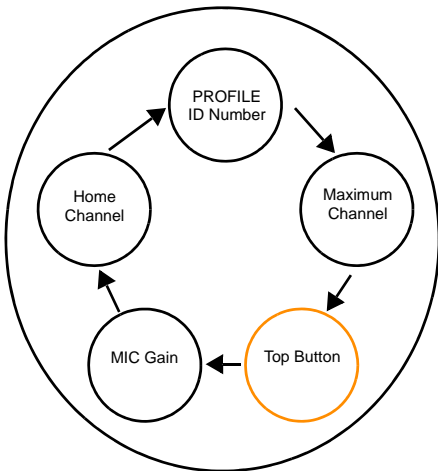 PROFILE
ID Number
Maximum
Channel
Top Button
MIC Gain
Home
Channel